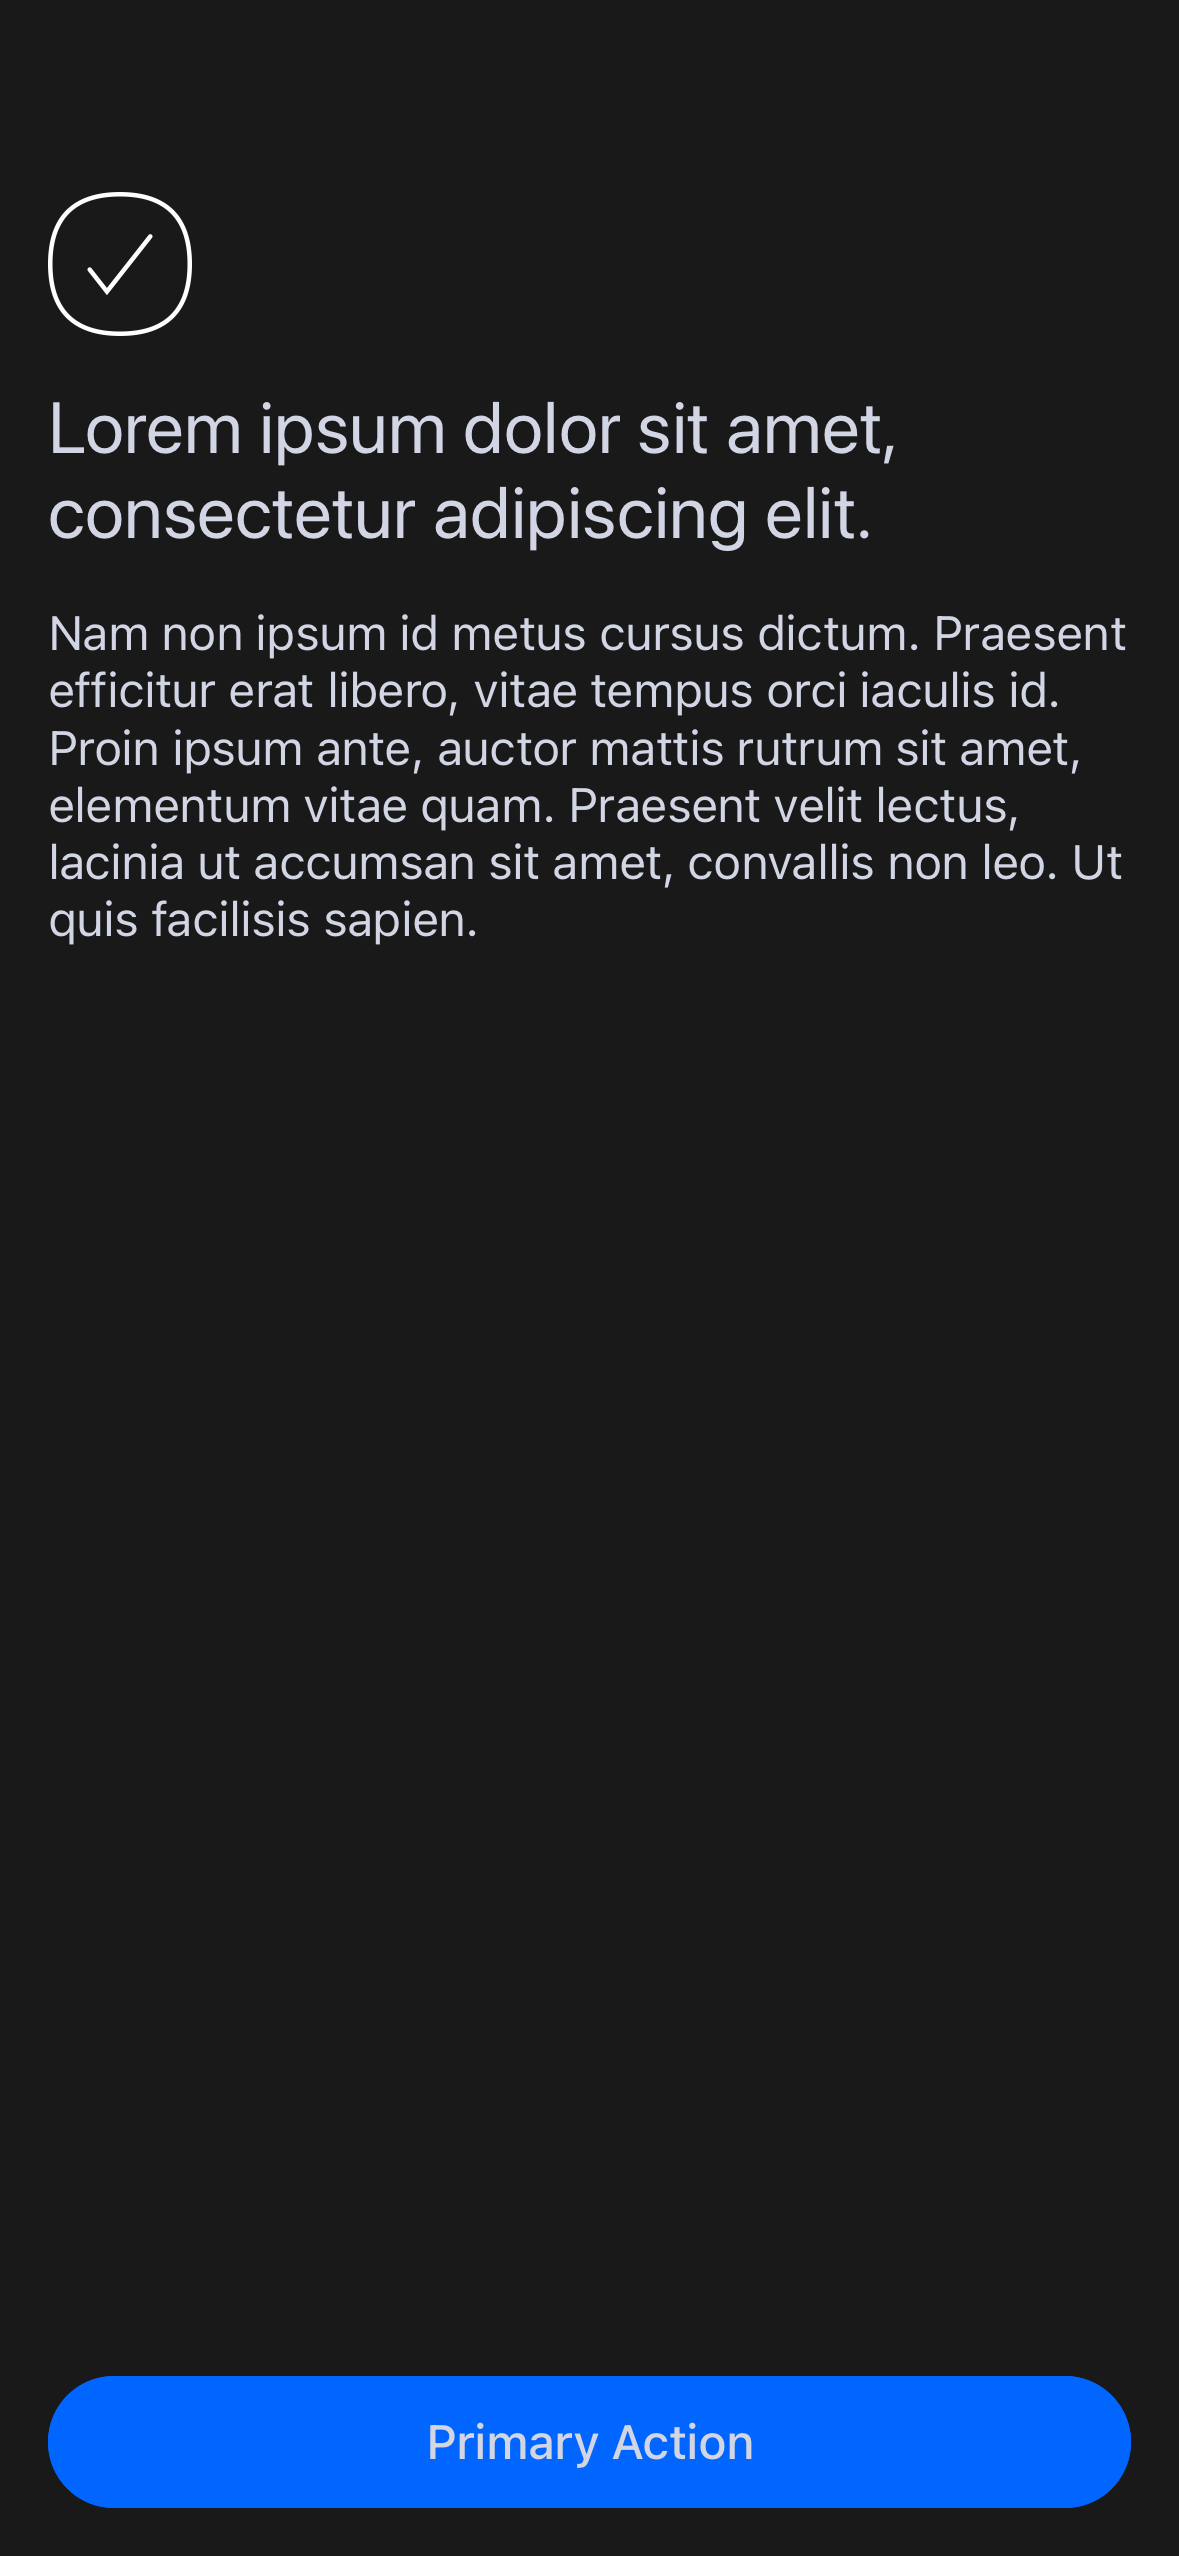 Lorem ipsum dolor sit amet,
consectetur adipiscing elit.
Nam non ipsum id metus cursus dictum. Praesent
efficitur erat libero, vitae tempus orci iaculis id.
Proin ipsum ante, auctor mattis rutrum sit amet,
elementum vitae quam. Praesent velit lectus,
lacinia ut accumsan sit amet, convallis non leo. Ut
quis facilisis sapien.
Primary Action